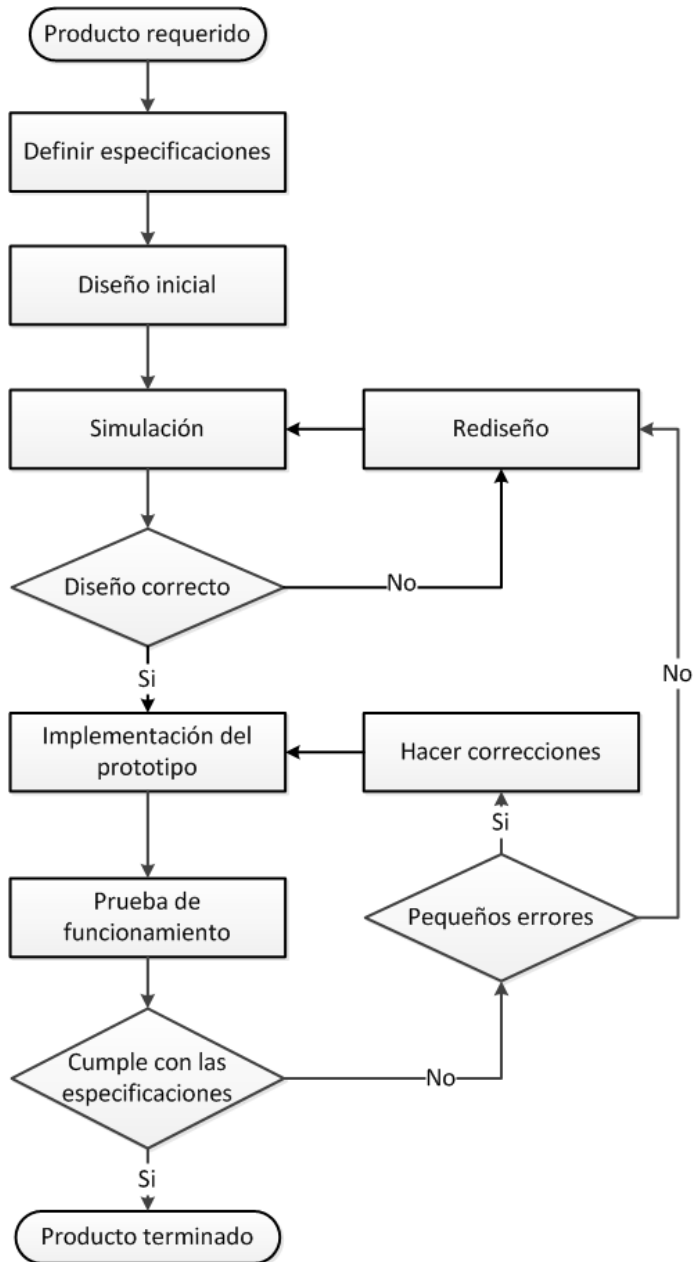 Producto requerido
Definir especificaciones
Diseño inicial
Simulación
Rediseño
Diseño correcto
No
Si
No
Implementación del
prototipo
Hacer correcciones
Si
Prueba de
funcionamiento
Pequeños errores
Cumple con las
especificaciones
No
Si
Producto terminado